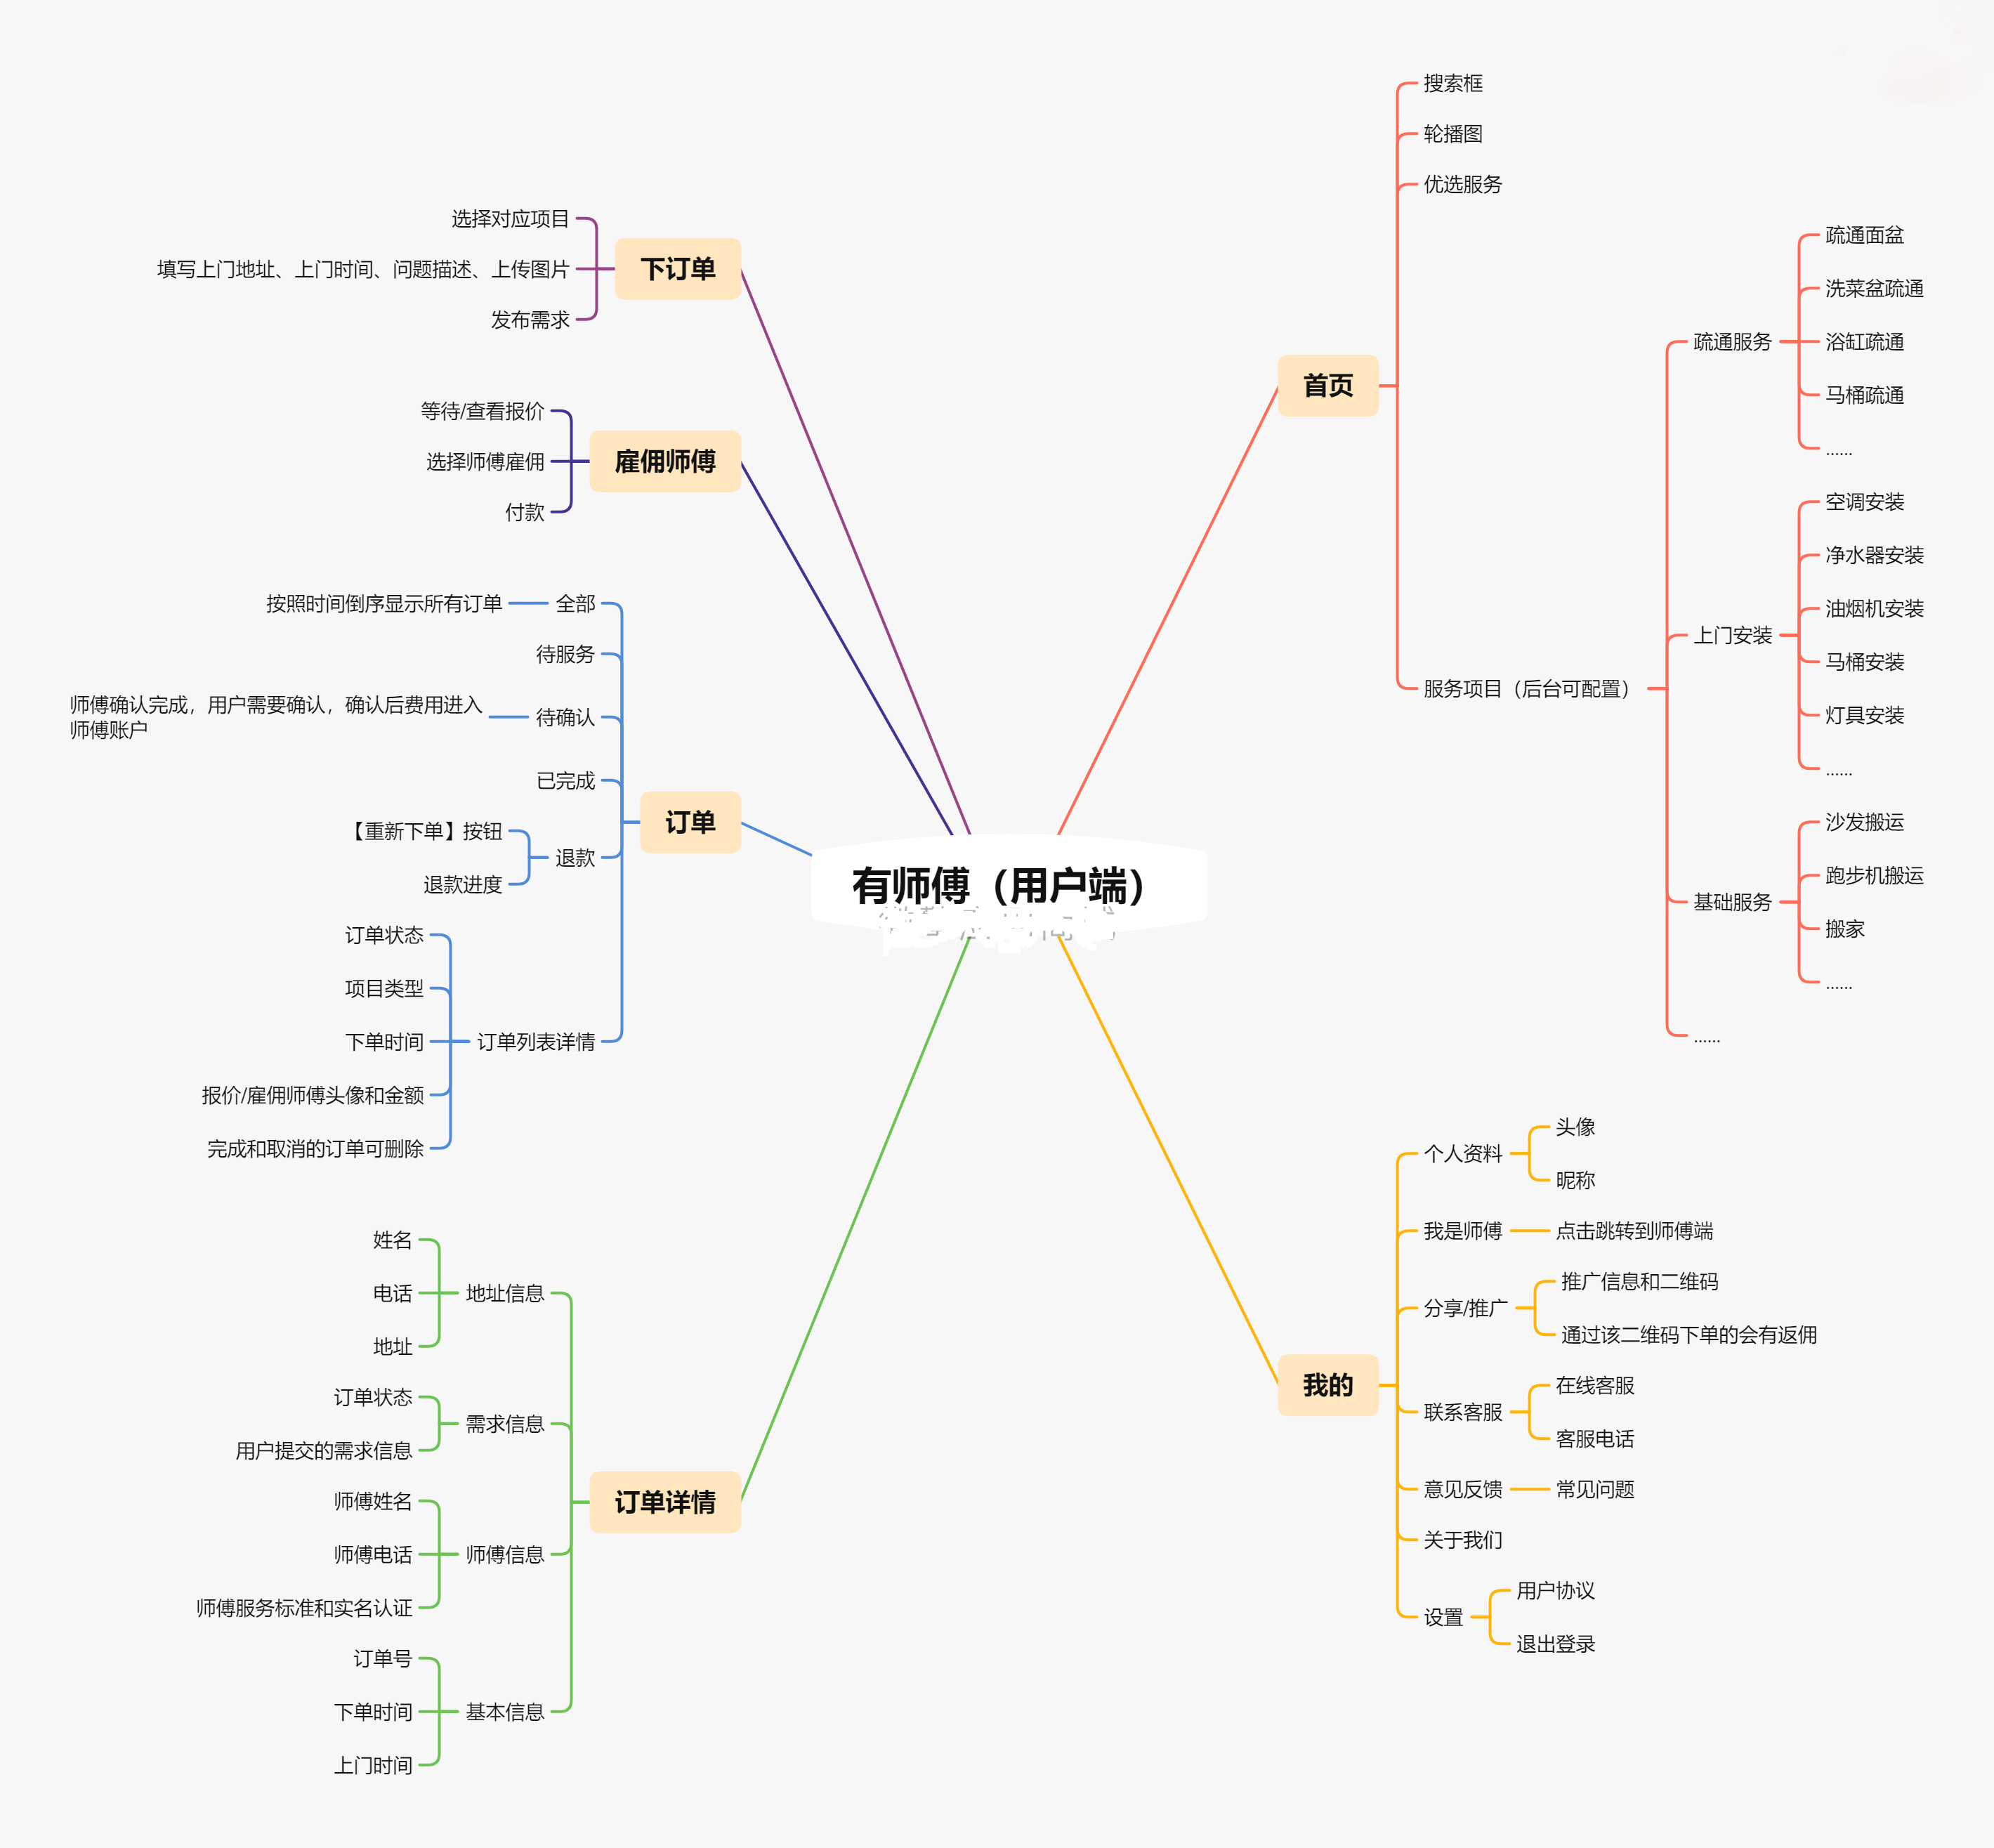 有师傅（用户端）
首页
搜索框
轮播图
优选服务
服务项目（后台可配置）
疏通服务
疏通面盆
洗菜盆疏通
浴缸疏通
马桶疏通
......
上门安装
空调安装
净水器安装
油烟机安装
马桶安装
灯具安装
......
基础服务
沙发搬运
跑步机搬运
搬家
......
......
我的
个人资料
头像
昵称
我是师傅
点击跳转到师傅端
分享/推广
推广信息和二维码
通过该二维码下单的会有返佣
联系客服
在线客服
客服电话
意见反馈
常见问题
关于我们
设置
用户协议
退出登录
下订单
选择对应项目
填写上门地址、上门时间、问题描述、上传图片
发布需求
雇佣师傅
等待/查看报价
选择师傅雇佣
付款
订单
全部
按照时间倒序显示所有订单
待服务
待确认
师傅确认完成，用户需要确认，确认后费用进入
师傅账户
已完成
退款
【重新下单】按钮
退款进度
订单列表详情
订单状态
项目类型
下单时间
报价/雇佣师傅头像和金额
完成和取消的订单可删除
订单详情
地址信息
姓名
电话
地址
需求信息
订单状态
用户提交的需求信息
师傅信息
师傅姓名
师傅电话
师傅服务标准和实名认证
基本信息
订单号
下单时间
上门时间